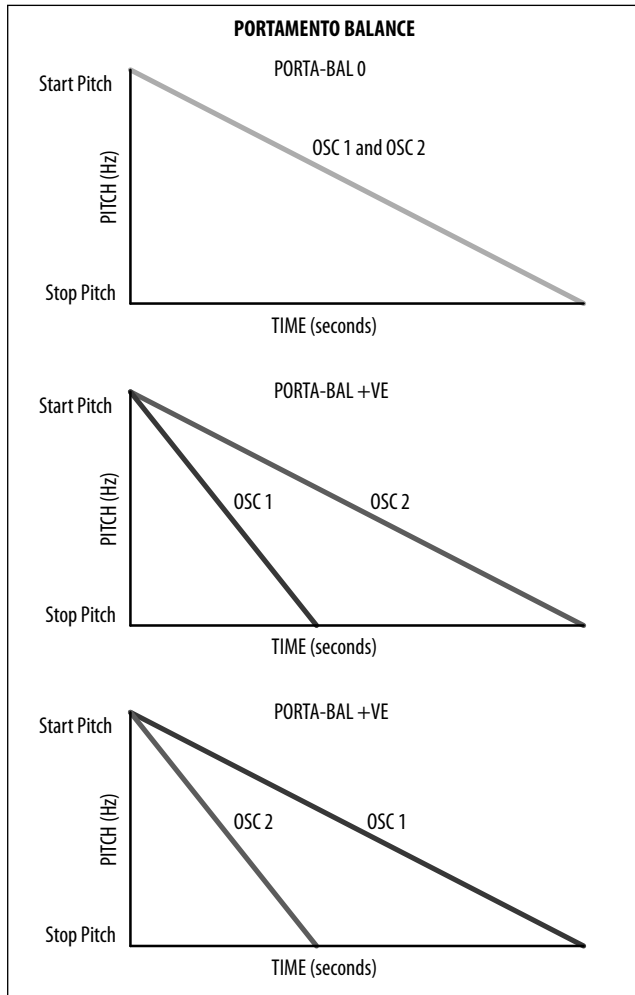 PORTAMENTO BALANCE
PORTA-BAL 0
Start Pitch
OSC 1 and OSC 2
PITCH (Hz)
Stop Pitch
TIME (seconds)
PORTA-BAL +VE
Start Pitch
OSC 1
OSC 2
PITCH (Hz)
Stop Pitch
TIME (seconds)
PORTA-BAL +VE
Start Pitch
OSC 2
OSC 1
PITCH (Hz)
Stop Pitch
TIME (seconds)